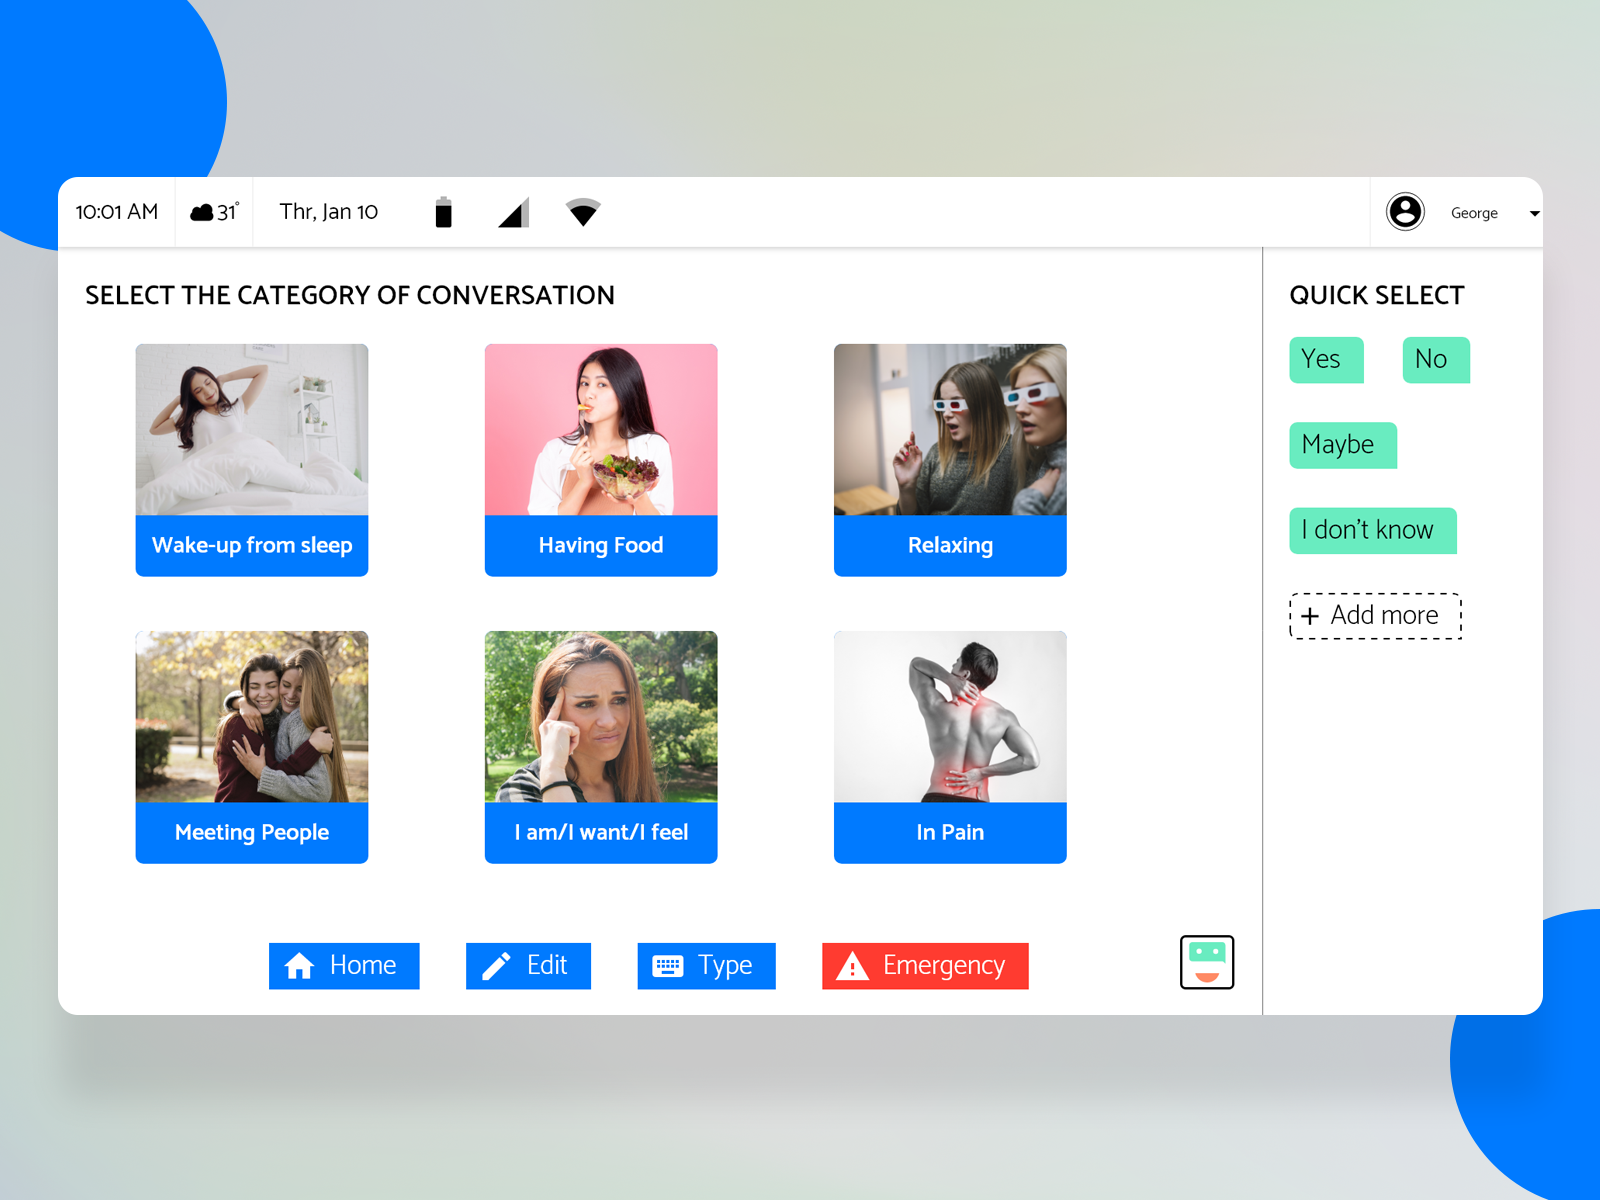 10:01 AM
31°
Thr, Jan 10
George
SELECT THE CATEGORY OF CONVERSATION
Wake-up from sleep
Having Food
Relaxing
Meeting People
I am/I want/I feel
In Pain
Home
Edit
Type
Emergency
QUICK SELECT
Yes
No
Maybe
I don't know
+ Add more